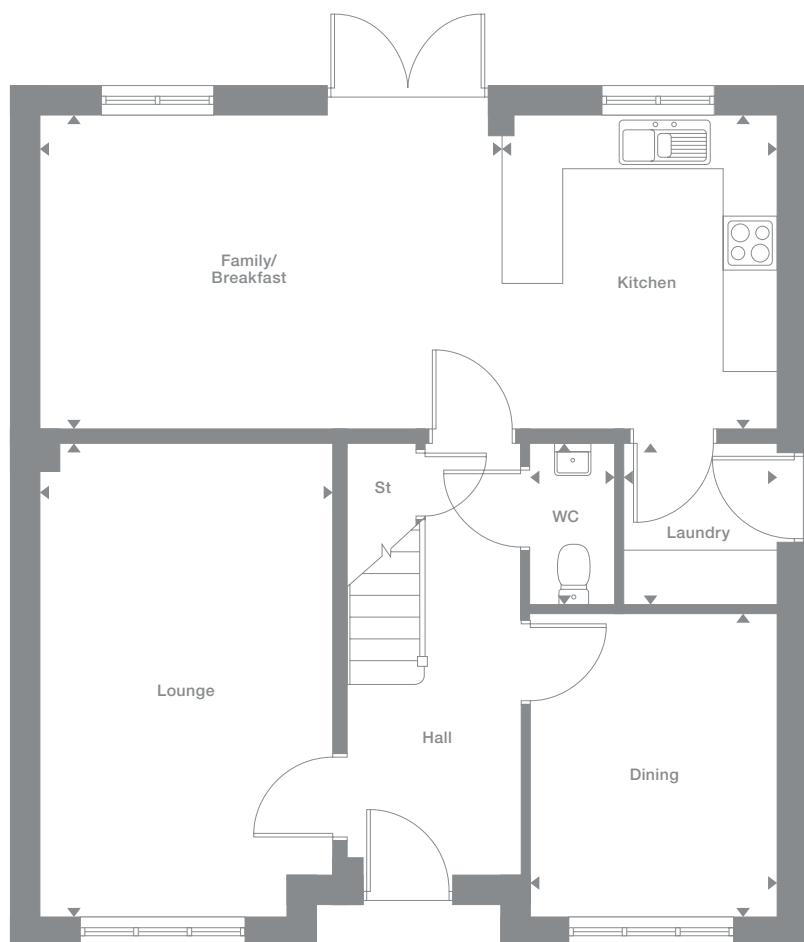 Family/
Breakfast
Kitchen
St
WC
Laundry
Lounge
Hall
Dining